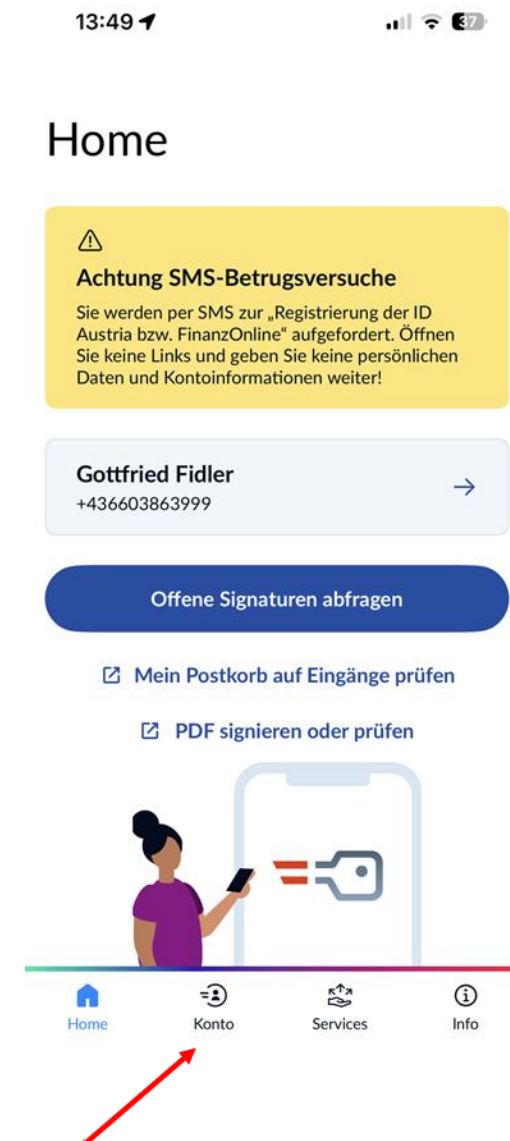 13:49
37
Home
Achtung SMS-Betrugsversuche
Sie werden per SMS zur „Registrierung der ID
Austria bzw. FinanzOnline“ aufgefordert. Öffnen
Sie keine Links und geben Sie keine persönlichen
Daten und Kontoinformationen weiter!
Gottfried Fidler
+436603863999
Offene Signaturen abfragen
Mein Postkorb auf Eingänge prüfen
PDF signieren oder prüfen
Home Konto Services Info